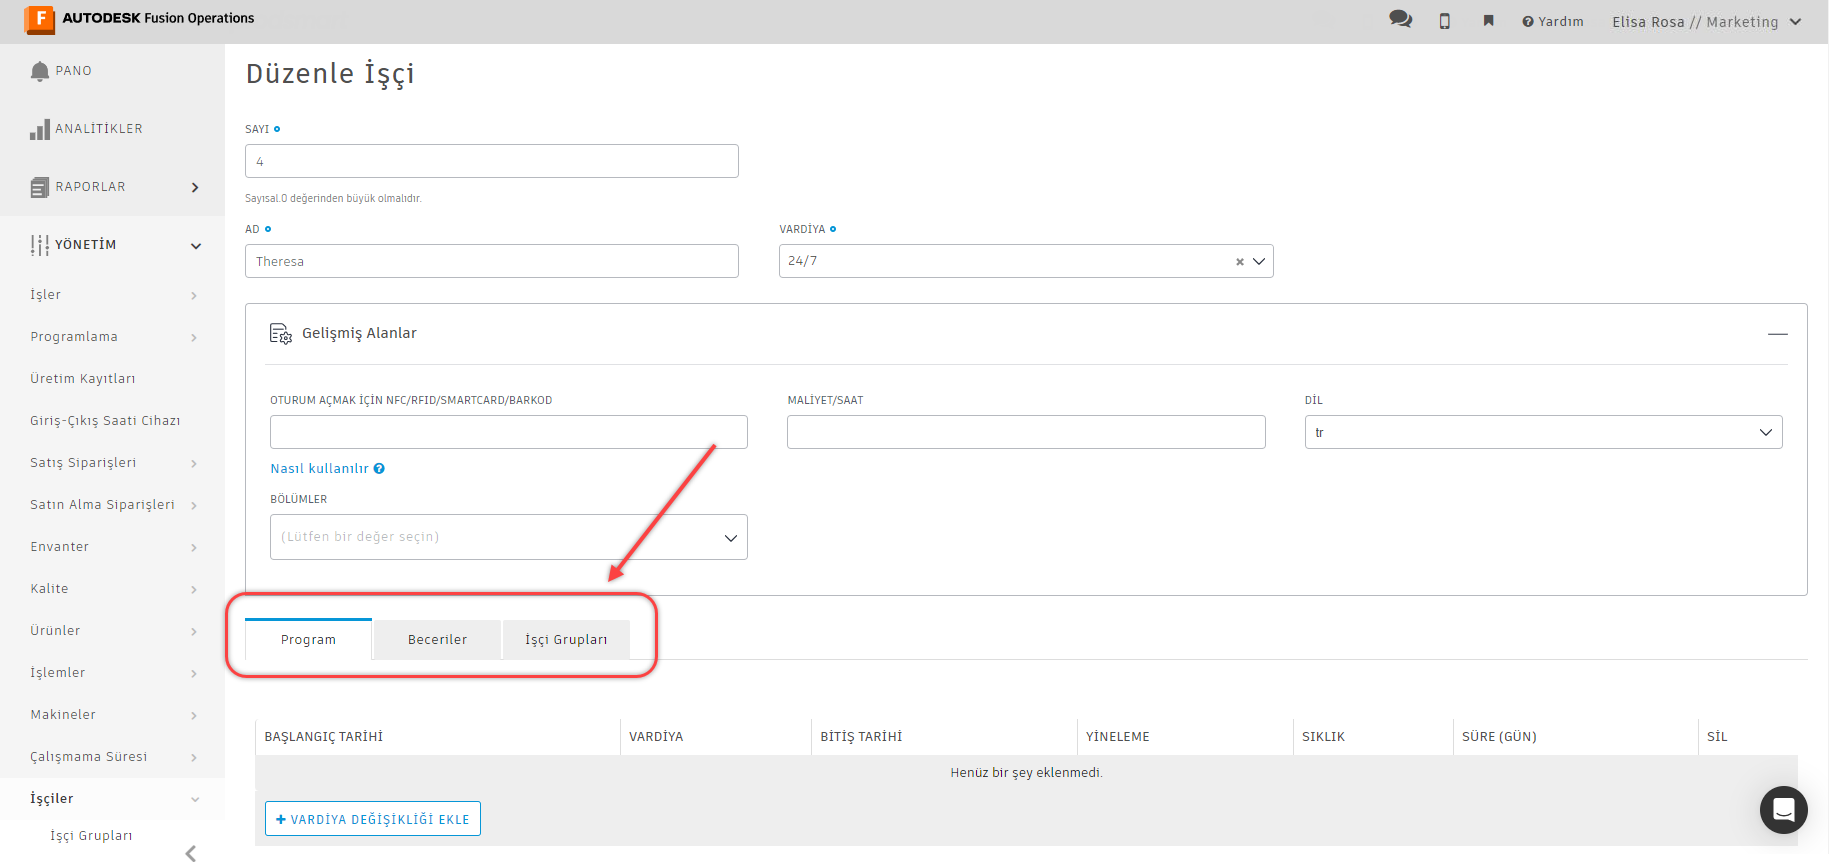 AUTODESK Fusion Operations
Yardım
Elisa Rosa // Marketing
PANO
ANALİTİKLER
RAPORLAR
YÖNETİM
İşler
Programlama
Üretim Kayıtları
Giriş-Çıkış Saati Cihazı
Satış Siparişleri
Satın Alma Siparişleri
Envanter
Kalite
Ürünler
İşlemler
Makineler
Çalışmama Süresi
İşçiler
İşçi Grupları
Düzenle İşçi
SAYI
4
Sayısal.0 değerinden büyük olmalıdır.
AD
VARDİYA
Theresa
24/7
Gelişmiş Alanlar
OTURUM AÇMAK İÇİN NFC/RFID/SMARTCARD/BARKOD
MALİYET/SAAT
DİL
tr
Nasıl kullanılır
BÖLÜMLER
(Lütfen bir değer seçin)
Program
Beceriler
İşçi Grupları
BAŞLANGIÇ TARİHİ
VARDİYA
BİTİŞ TARİHİ
YİNELEME
SIKLIK
SÜRE (GÜN)
SİL
Henüz bir şey eklenmedi.
+ VARDİYA DEĞİŞİKLİĞİ EKLE